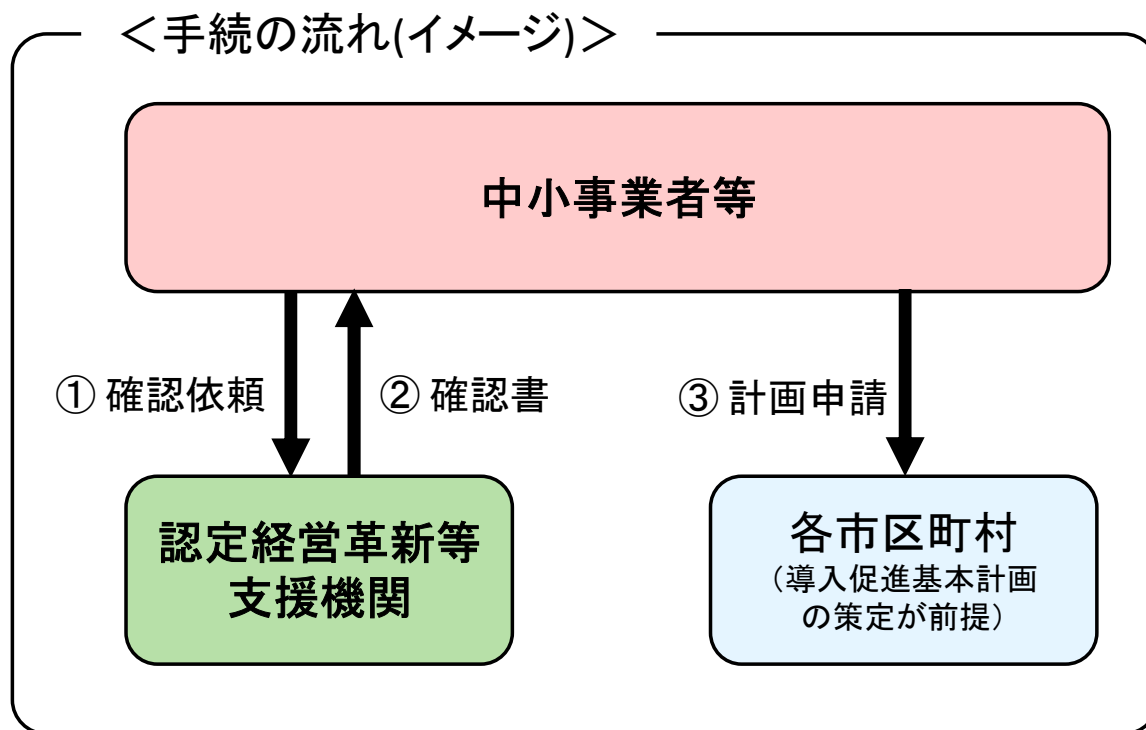 ＜手続の流れ(イメージ)＞
中小事業者等
① 確認依頼
② 確認書
③ 計画申請
認定経営革新等
支援機関
各市区町村
（導入促進基本計画
の策定が前提）